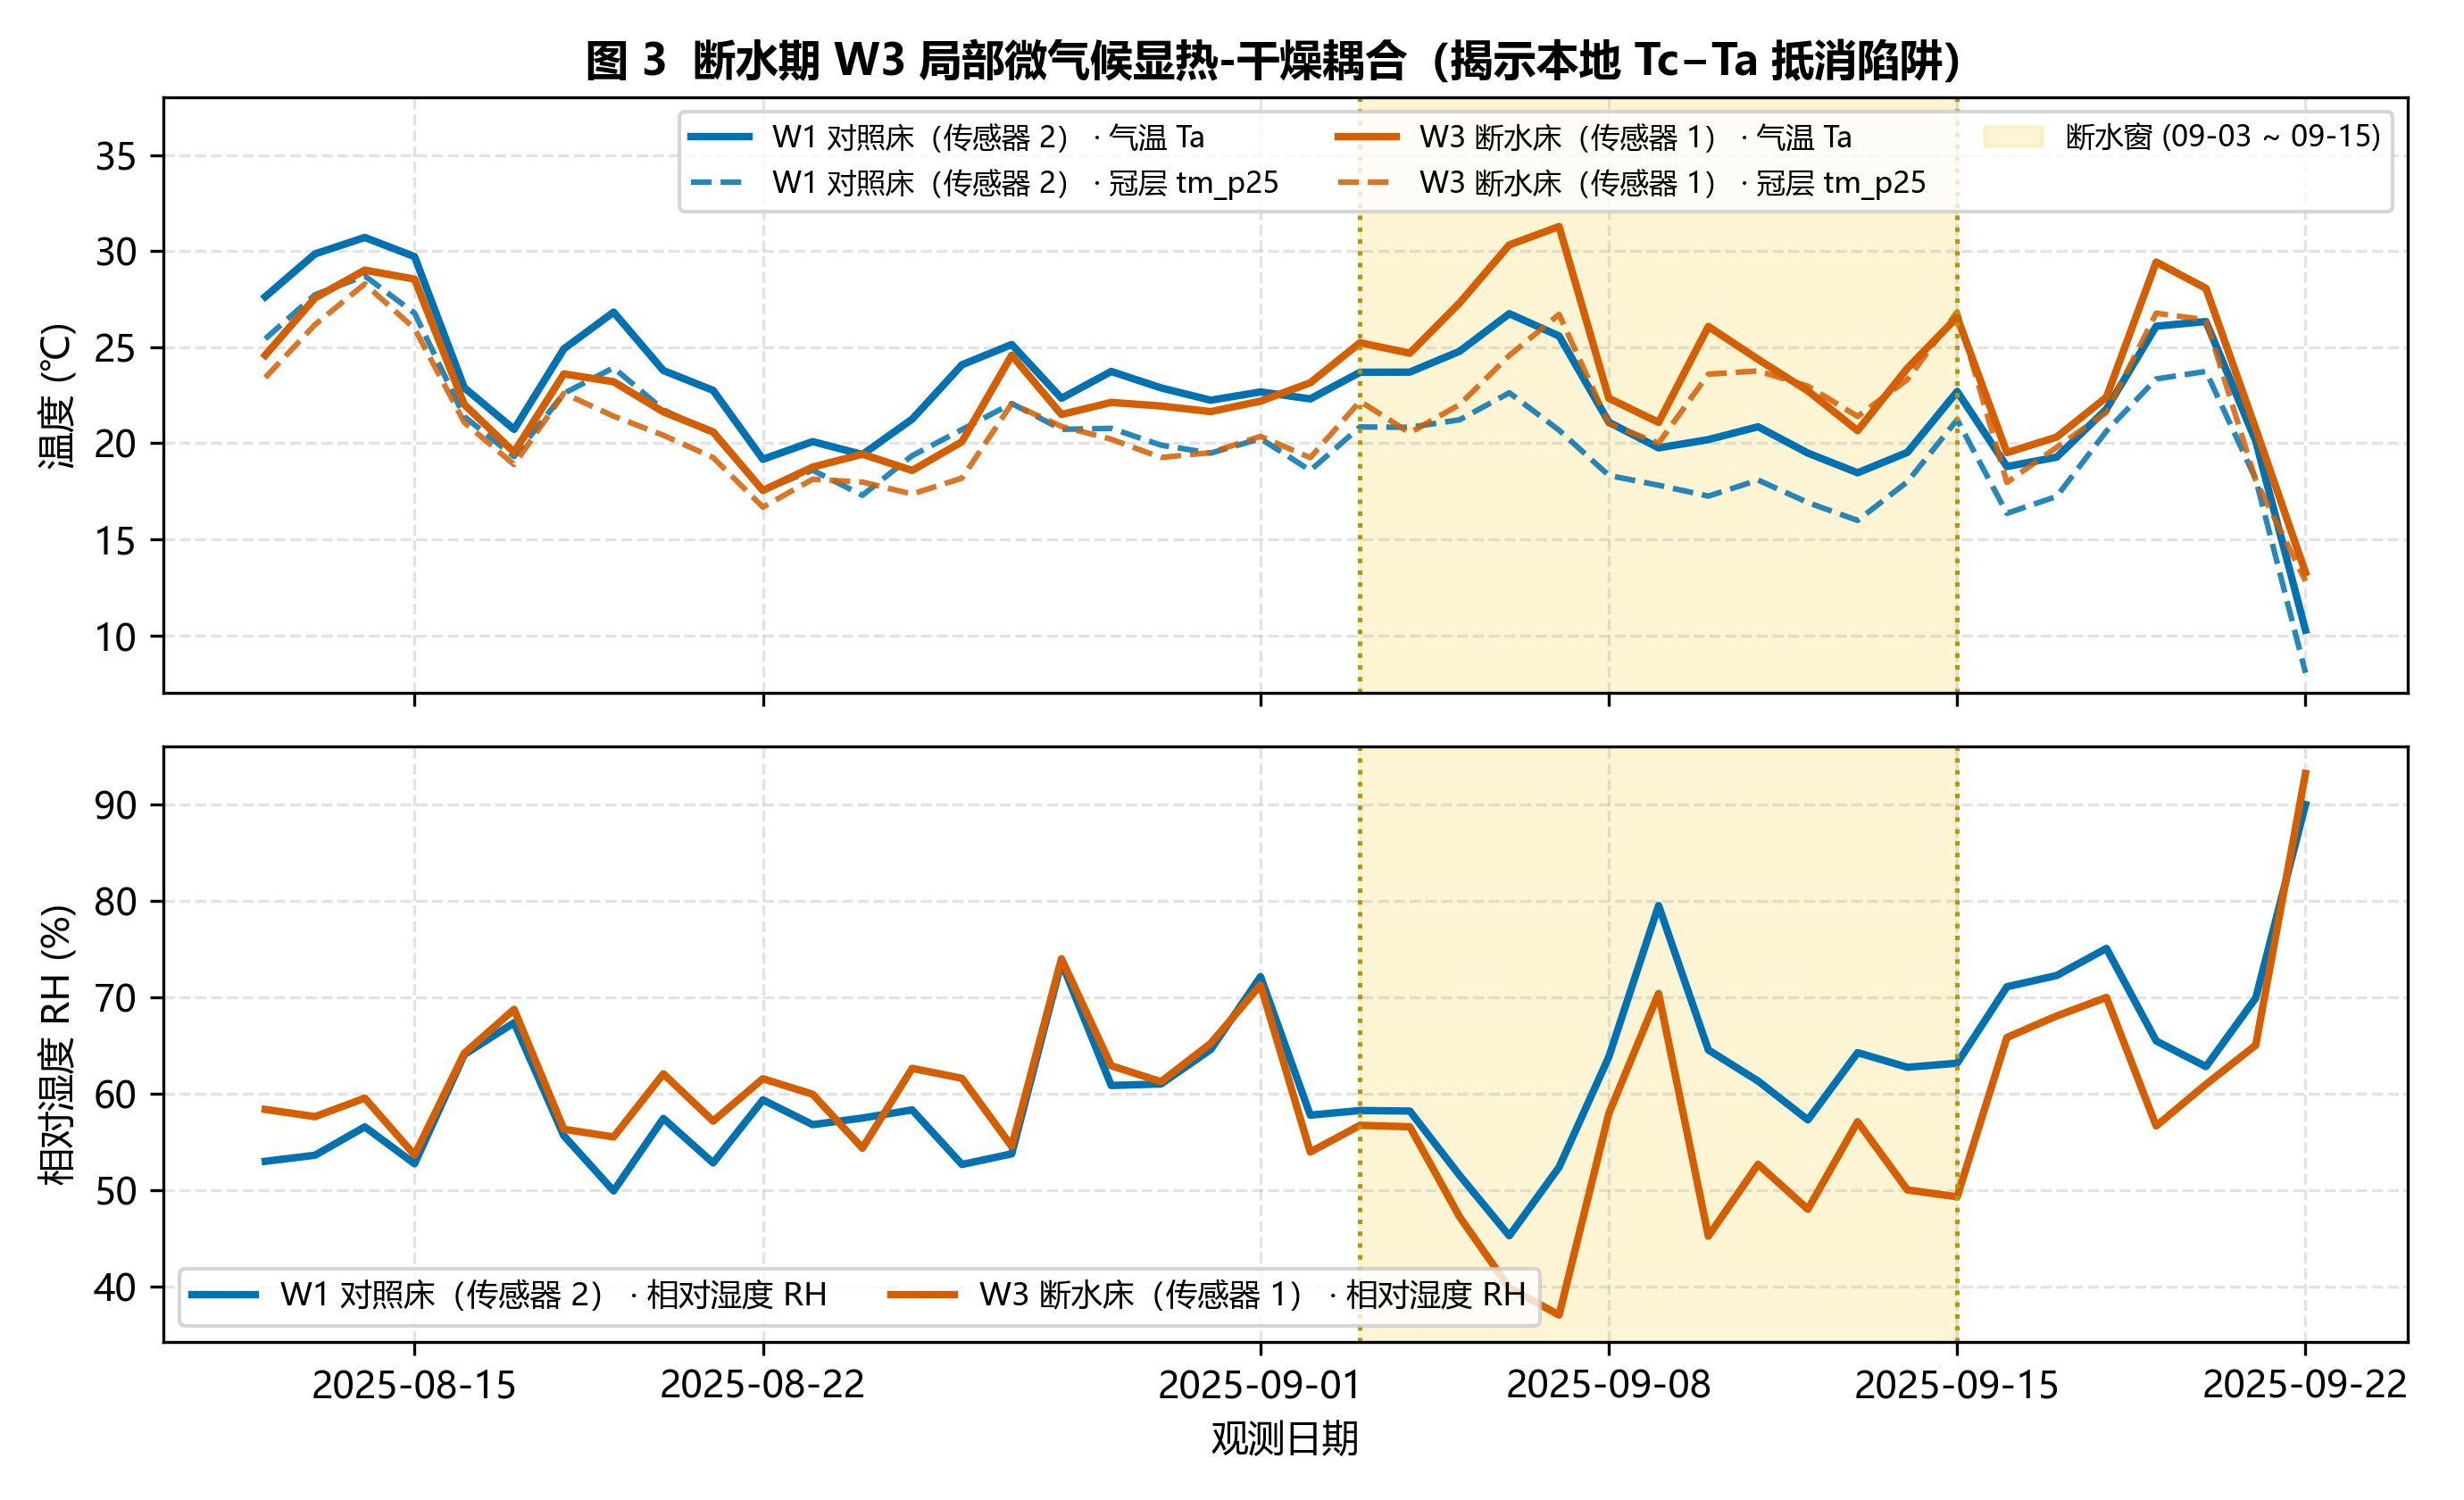 图 3 断水期 W3 局部微气候显热-干燥耦合（揭示本地 Tc−Ta 抵消陷阱）
W1 对照床（传感器 2） · 气温 Ta
W1 对照床（传感器 2） · 冠层 tm_p25
W3 断水床（传感器 1） · 气温 Ta
W3 断水床（传感器 1） · 冠层 tm_p25
断水窗 (09-03 ~ 09-15)
温度 (℃)
35
30
25
20
15
10
相对湿度 RH (%)
90
80
70
60
50
40
W1 对照床（传感器 2） · 相对湿度 RH
W3 断水床（传感器 1） · 相对湿度 RH
2025-08-15
2025-08-22
2025-09-01
2025-09-08
2025-09-15
2025-09-22
观测日期